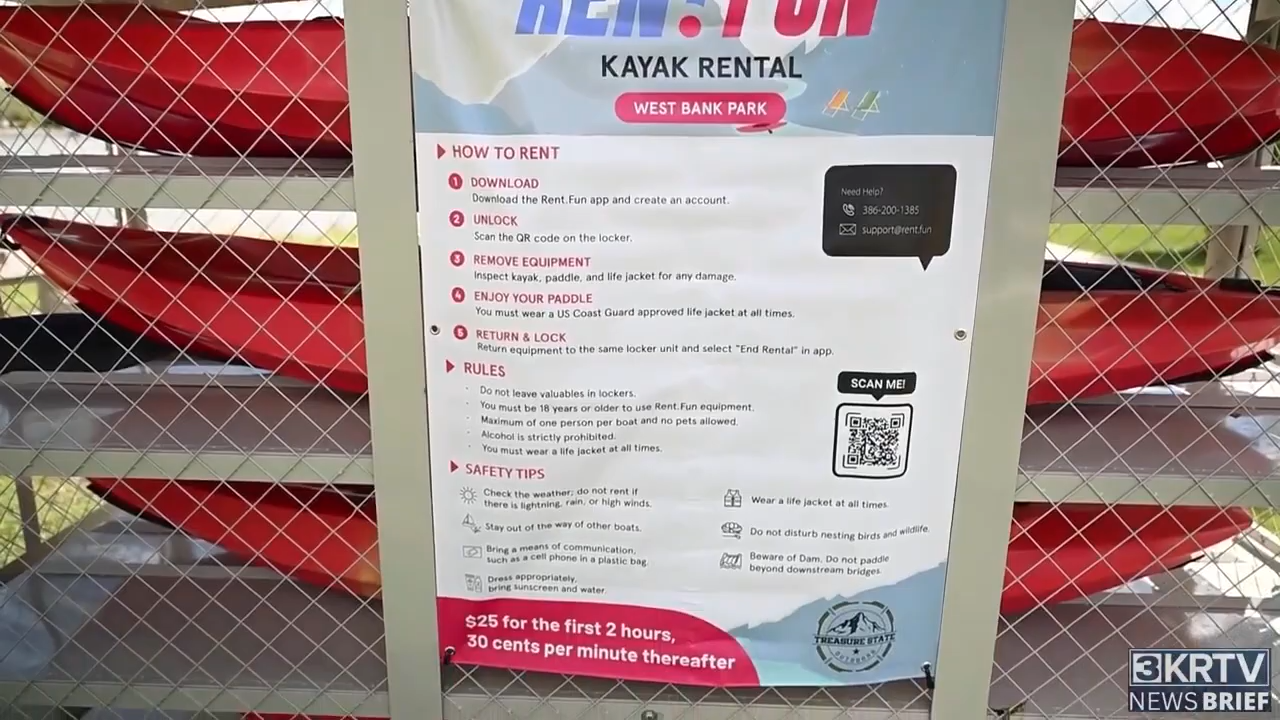 REN.FUN
KAYAK RENTAL
WEST BANK PARK
HOW TO RENT
1 DOWNLOAD
Download the Rent.Fun app and create an account.
2 UNLOCK
Scan the QR code on the locker.
3 REMOVE EQUIPMENT
Inspect kayak, paddle, and life jacket for any damage.
4 ENJOY YOUR PADDLE
You must wear a US Coast Guard approved life jacket at all times.
5 RETURN & LOCK
Return equipment to the same locker unit and select "End Rental" in app.
Need Help?
386-200-1385
support@rent.fun
RULES
· Do not leave valuables in lockers.
· You must be 18 years or older to use Rent.Fun equipment.
· Maximum of one person per boat and no pets allowed.
· Alcohol is strictly prohibited.
· You must wear a life jacket at all times.
SCAN ME!
SAFETY TIPS
Check the weather; do not rent if
there is lightning, rain, or high winds.
Stay out of the way of other boats.
Bring a means of communication,
such as a cell phone in a plastic bag.
Dress appropriately,
bring sunscreen and water.
Wear a life jacket at all times.
Do not disturb nesting birds and wildlife.
Beware of Dam. Do not paddle
beyond downstream bridges.
$25 for the first 2 hours,
30 cents per minute thereafter
TREASURE STATE
OUTDOORS
3KRTV
NEWS BRIEF